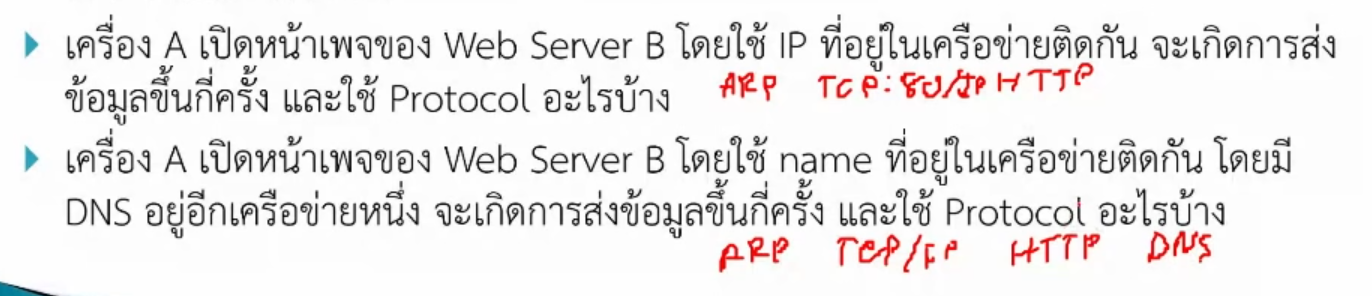 เครื่อง A เปิดหน้าเพจของ Web Server B โดยใช้ IP ที่อยู่ในเครือข่ายติดกัน จะเกิดการส่ง
ข้อมูลขึ้นกี่ครั้ง และใช้ Protocol อะไรบ้าง ARP TCP:80/IP HTTP
เครื่อง A เปิดหน้าเพจของ Web Server B โดยใช้ name ที่อยู่ในเครือข่ายติดกัน โดยมี
DNS อยู่อีกเครือข่ายหนึ่ง จะเกิดการส่งข้อมูลขึ้นกี่ครั้ง และใช้ Protocol อะไรบ้าง
ARP TCP/IP HTTP DNS